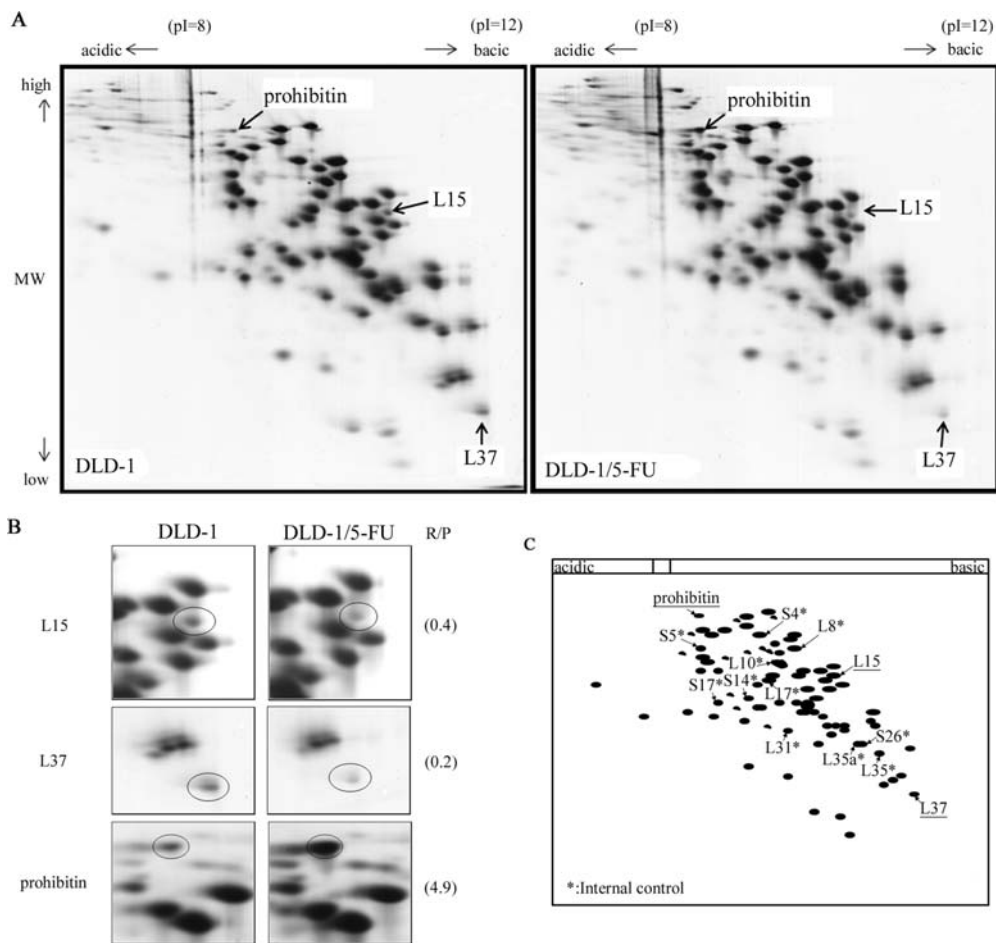 A
(pI=8)
(pI=12)
(pI=8)
(pI=12)
acidic
bacic
acidic
bacic
high
MW
low
prohibitin
L15
L37
DLD-1
prohibitin
L15
L37
DLD-1/5-FU
B
DLD-1
DLD-1/5-FU
R/P
L15
(0.4)
L37
(0.2)
prohibitin
(4.9)
C
acidic
basic
prohibitin
S4*
S5*
L8*
L10*
L15
S17*
S14*
L17*
L31*
S26*
L35a*
L35*
L37
*:Internal control